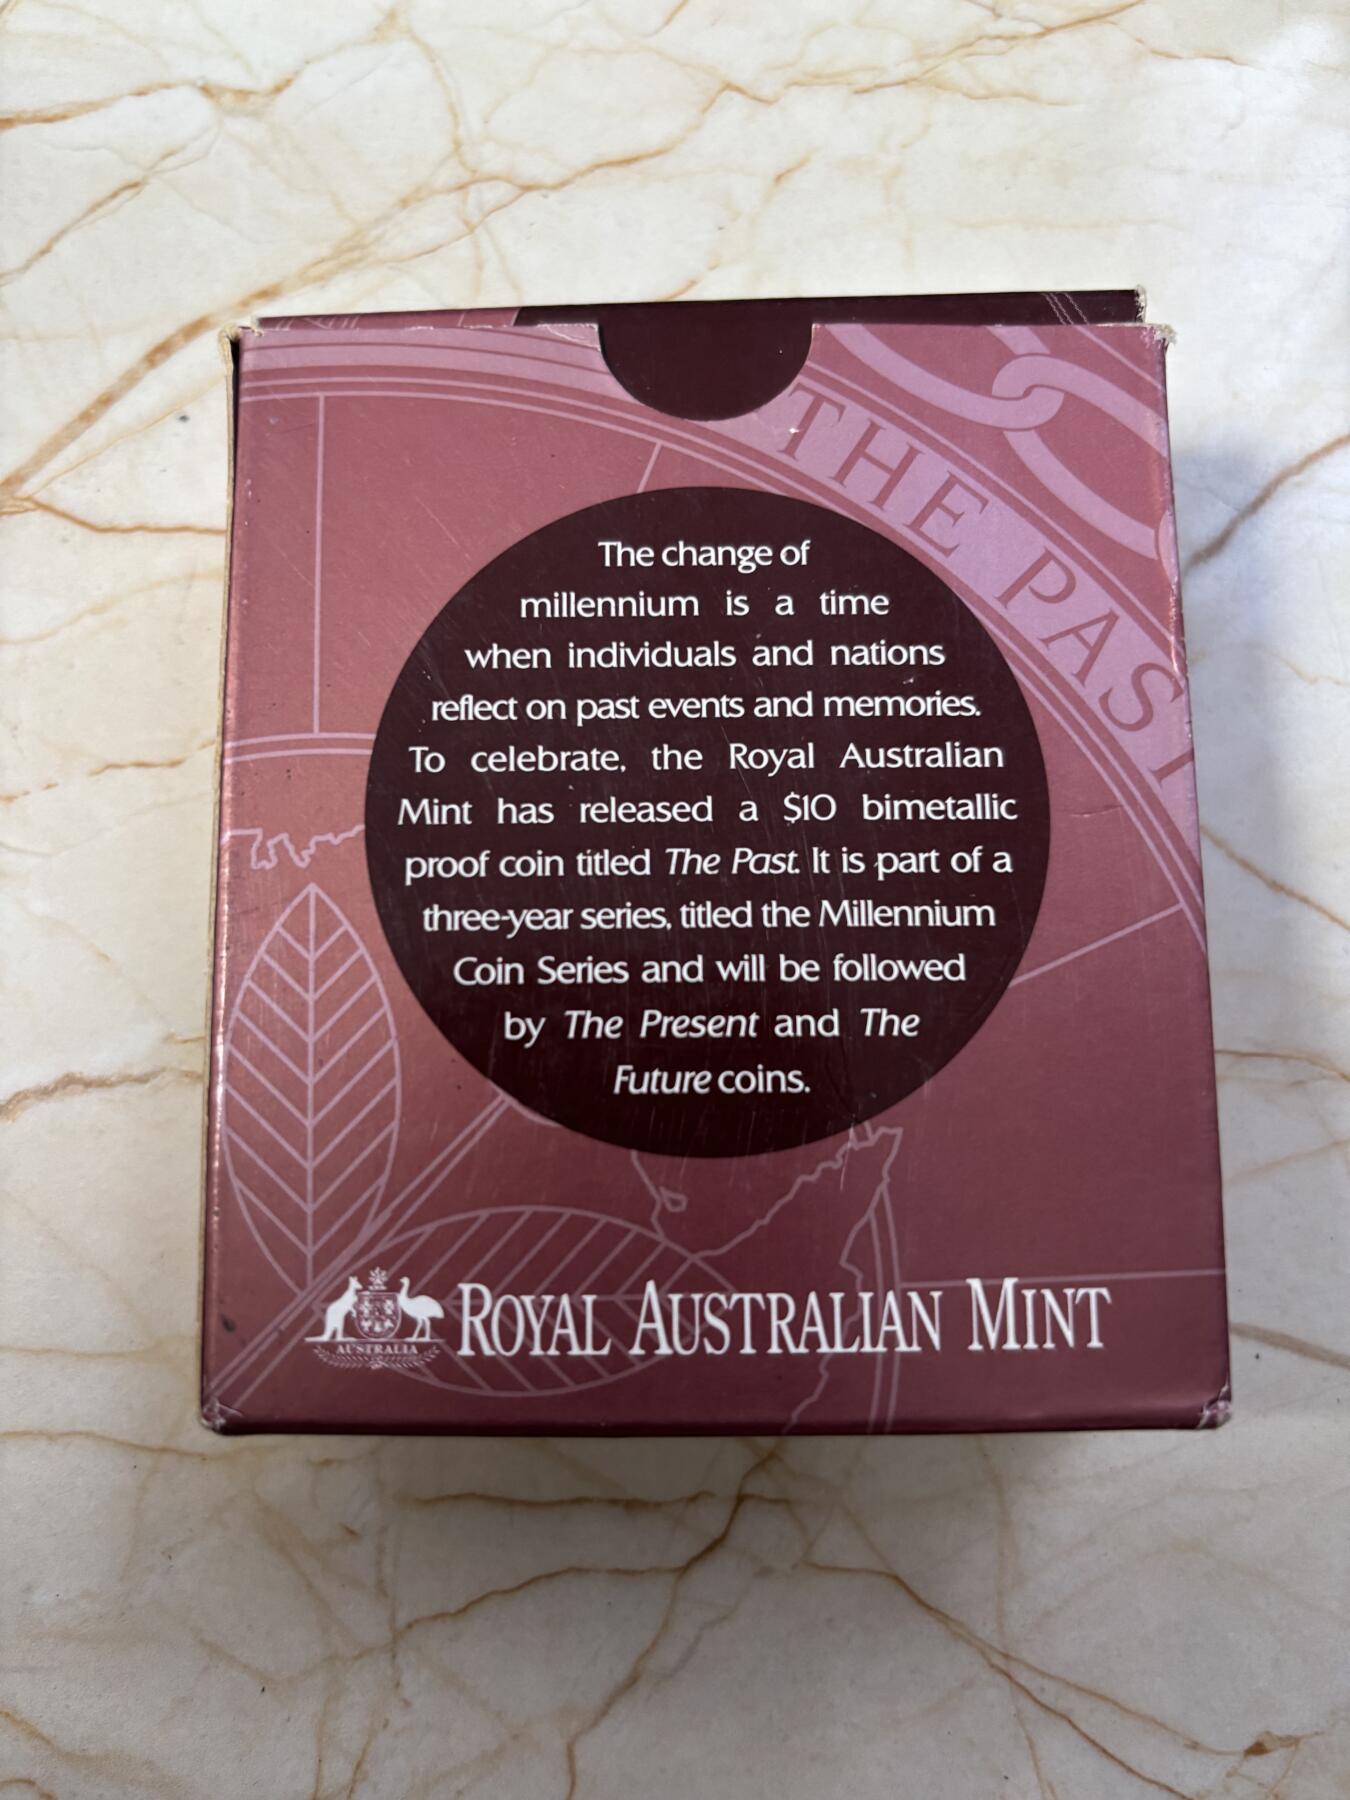 THE PAST
The change of
millennium is a time
when individuals and nations
reflect on past events and memories.
To celebrate, the Royal Australian
Mint has released a $10 bimetallic
proof coin titled The Past. It is part of a
three-year series, titled the Millennium
Coin Series and will be followed
by The Present and The
Future coins.
AUSTRALIA
ROYAL AUSTRALIAN MINT